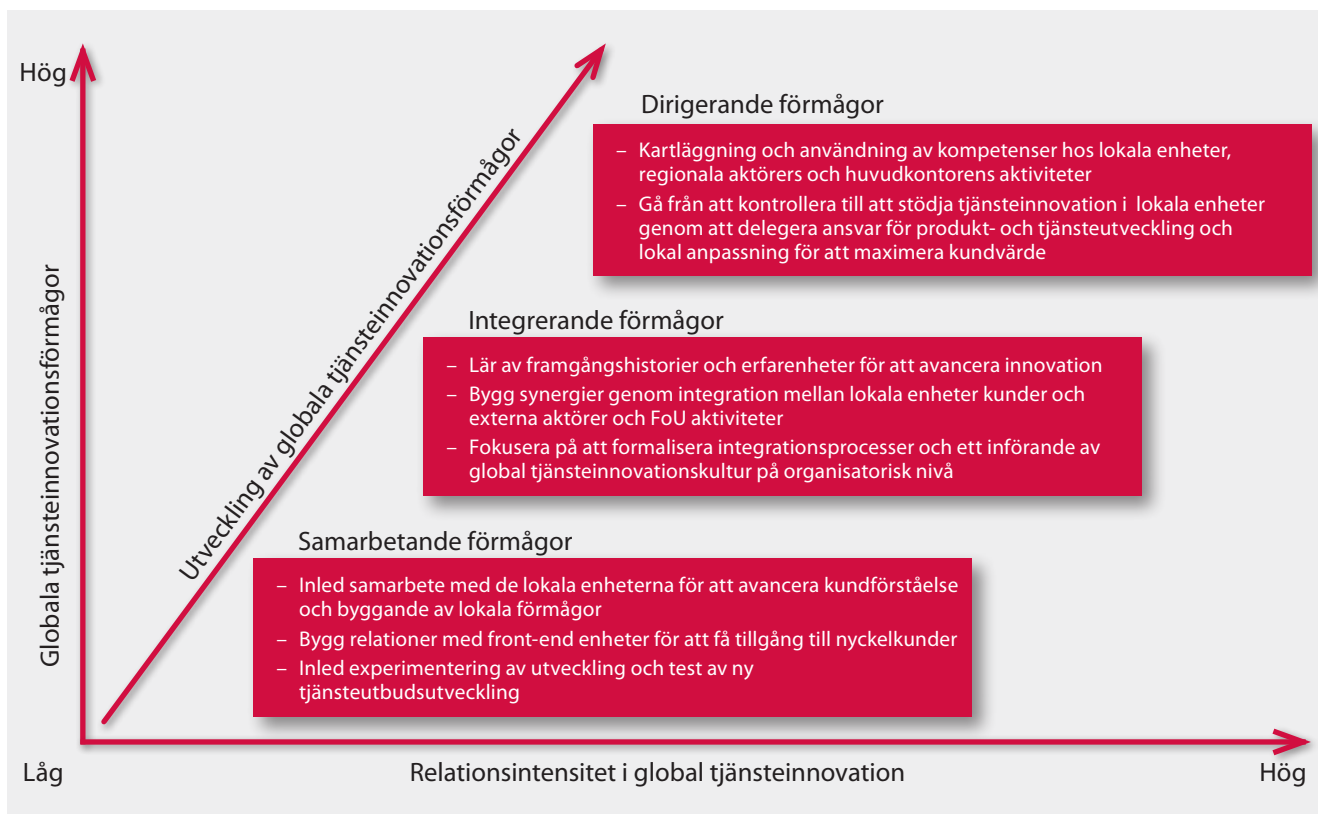 Hög
Dirigerande förmågor
– Kartläggning och användning av kompetenser hos lokala enheter,
regionala aktörers och huvudkontorens aktiviteter
– Gå från att kontrollera till att stödja tjänsteinnovation i lokala enheter
genom att delegera ansvar för produkt- och tjänsteutveckling och
lokal anpassning för att maximera kundvärde
Utveckling av globala tjänsteinnovationsförmågor
Globala tjänsteinnovationsförmågor
Integrerande förmågor
– Lär av framgångshistorier och erfarenheter för att avancera innovation
– Bygg synergier genom integration mellan lokala enheter kunder och
externa aktörer och FoU aktiviteter
– Fokusera på att formalisera integrationsprocesser och ett införande av
global tjänsteinnovationskultur på organisatorisk nivå
Samarbetande förmågor
– Inled samarbete med de lokala enheterna för att avancera kundförståelse
och byggande av lokala förmågor
– Bygg relationer med front-end enheter för att få tillgång till nyckelkunder
– Inled experimentering av utveckling och test av ny
tjänsteutbudsutveckling
Låg
Relationsintensitet i global tjänsteinnovation
Hög